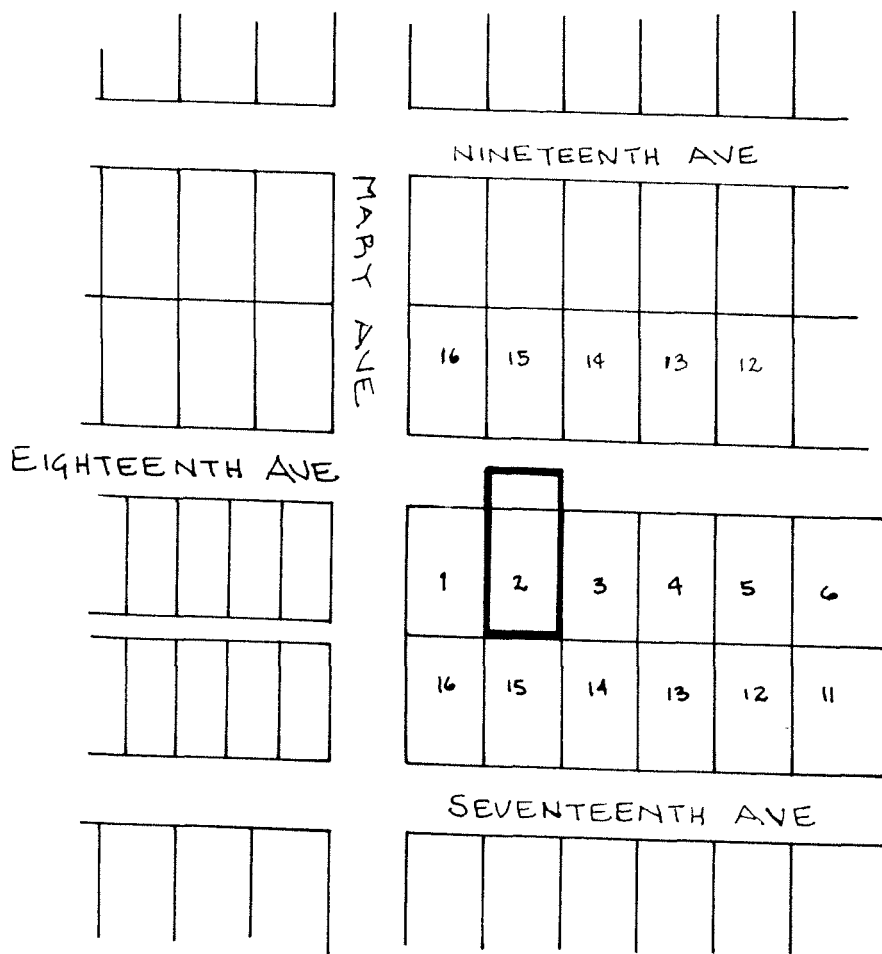 NINETEENTH AVE
MARY AVE
16 15 14 13 12
EIGHTEENTH AVE
1 2 3 4 5 6
16 15 14 13 12 11
SEVENTEENTH AVE